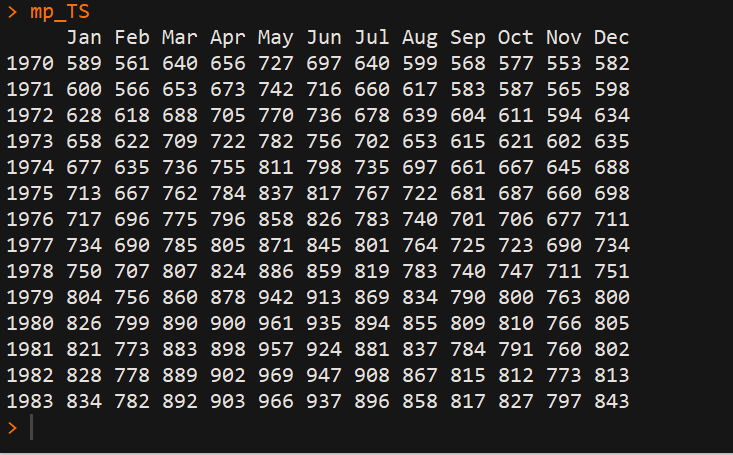 > mp_TS
Jan Feb Mar Apr May Jun Jul Aug Sep Oct Nov Dec
1970 589 561 640 656 727 697 640 599 568 577 553 582
1971 600 566 653 673 742 716 660 617 583 587 565 598
1972 628 618 688 705 770 736 678 639 604 611 594 634
1973 658 622 709 722 782 756 702 653 615 621 602 635
1974 677 635 736 755 811 798 735 697 661 667 645 688
1975 713 667 762 784 837 817 767 722 681 687 660 698
1976 717 696 775 796 858 826 783 740 701 706 677 711
1977 734 690 785 805 871 845 801 764 725 723 690 734
1978 750 707 807 824 886 859 819 783 740 747 711 751
1979 804 756 860 878 942 913 869 834 790 800 763 800
1980 826 799 890 900 961 935 894 855 809 810 766 805
1981 821 773 883 898 957 924 881 837 784 791 760 802
1982 828 778 889 902 969 947 908 867 815 812 773 813
1983 834 782 892 903 966 937 896 858 817 827 797 843
>